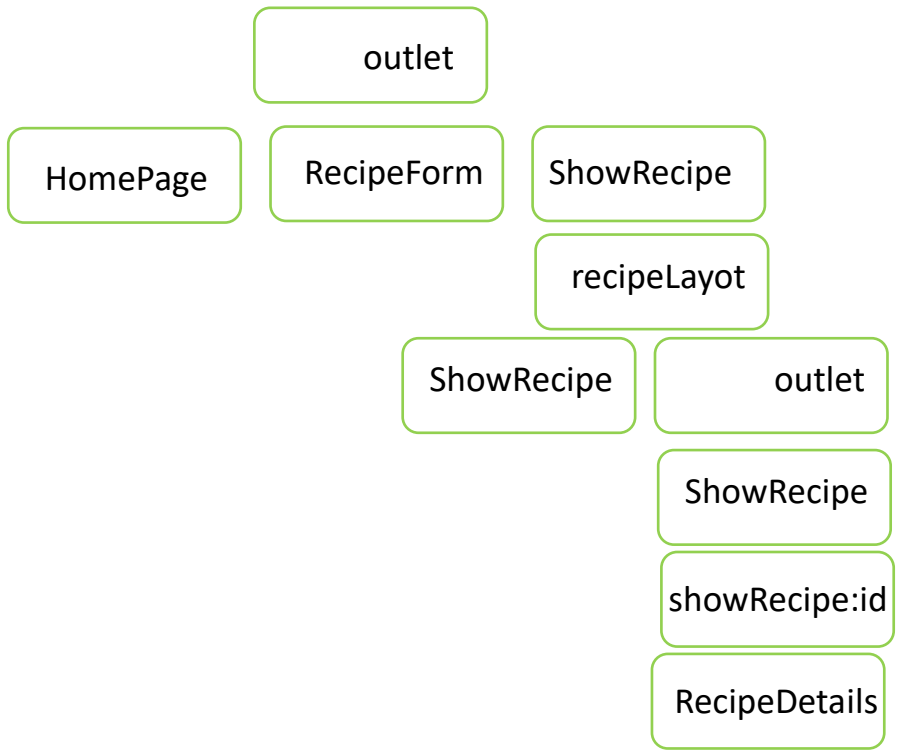 outlet
HomePage
RecipeForm
ShowRecipe
recipeLayot
ShowRecipe
outlet
ShowRecipe
showRecipe:id
RecipeDetails